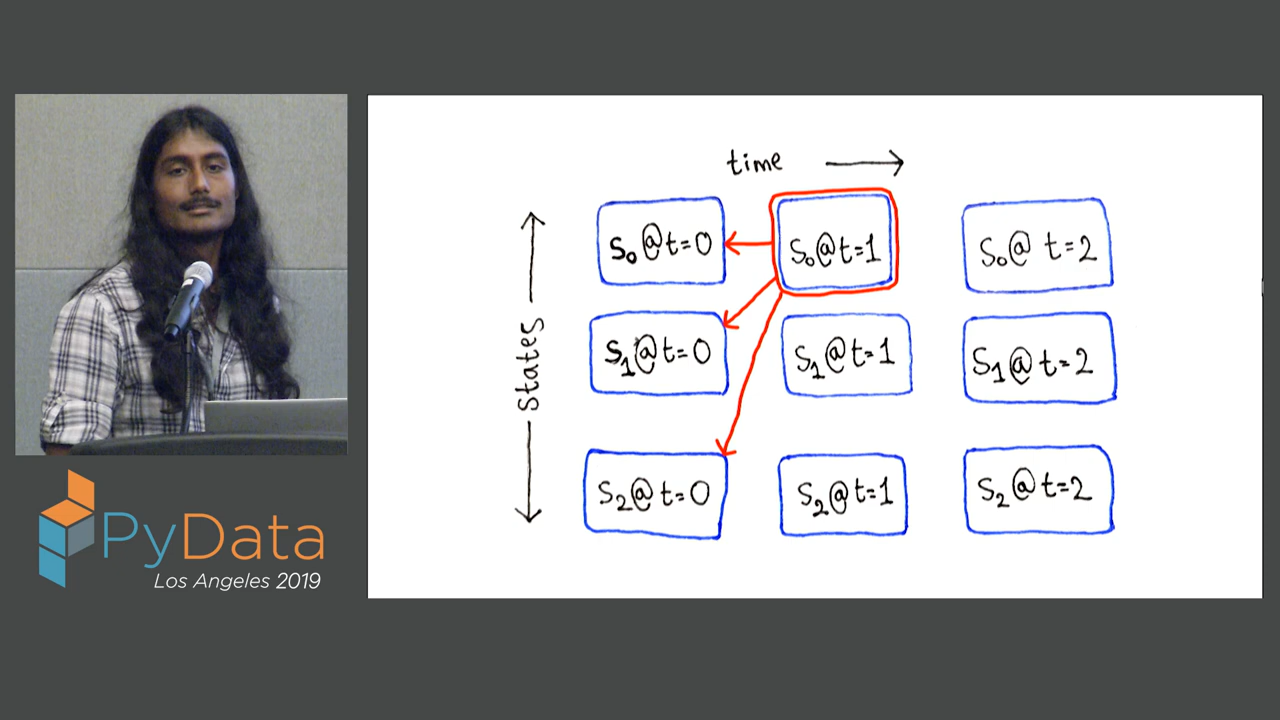 time
S₀@t=0
S₀@t=1
S₀@ t=2
states
S₁@t=0
S₁@t=1
S₁@t=2
S₂@t=0
S₂@t=1
S₂@t=2
PyData
Los Angeles 2019